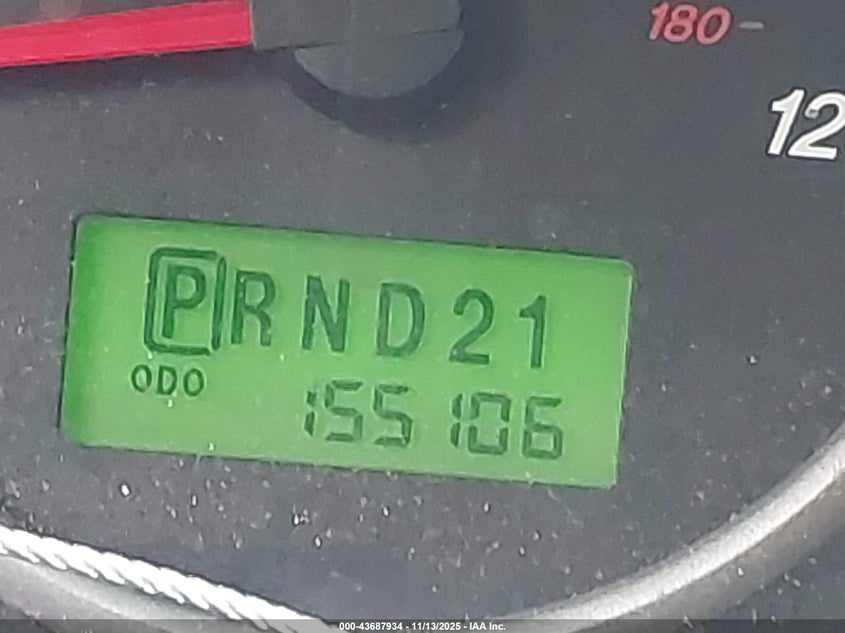 180
12
PRND21
ODO
155106
000-43687934 - 11/13/2025 - IAA Inc.